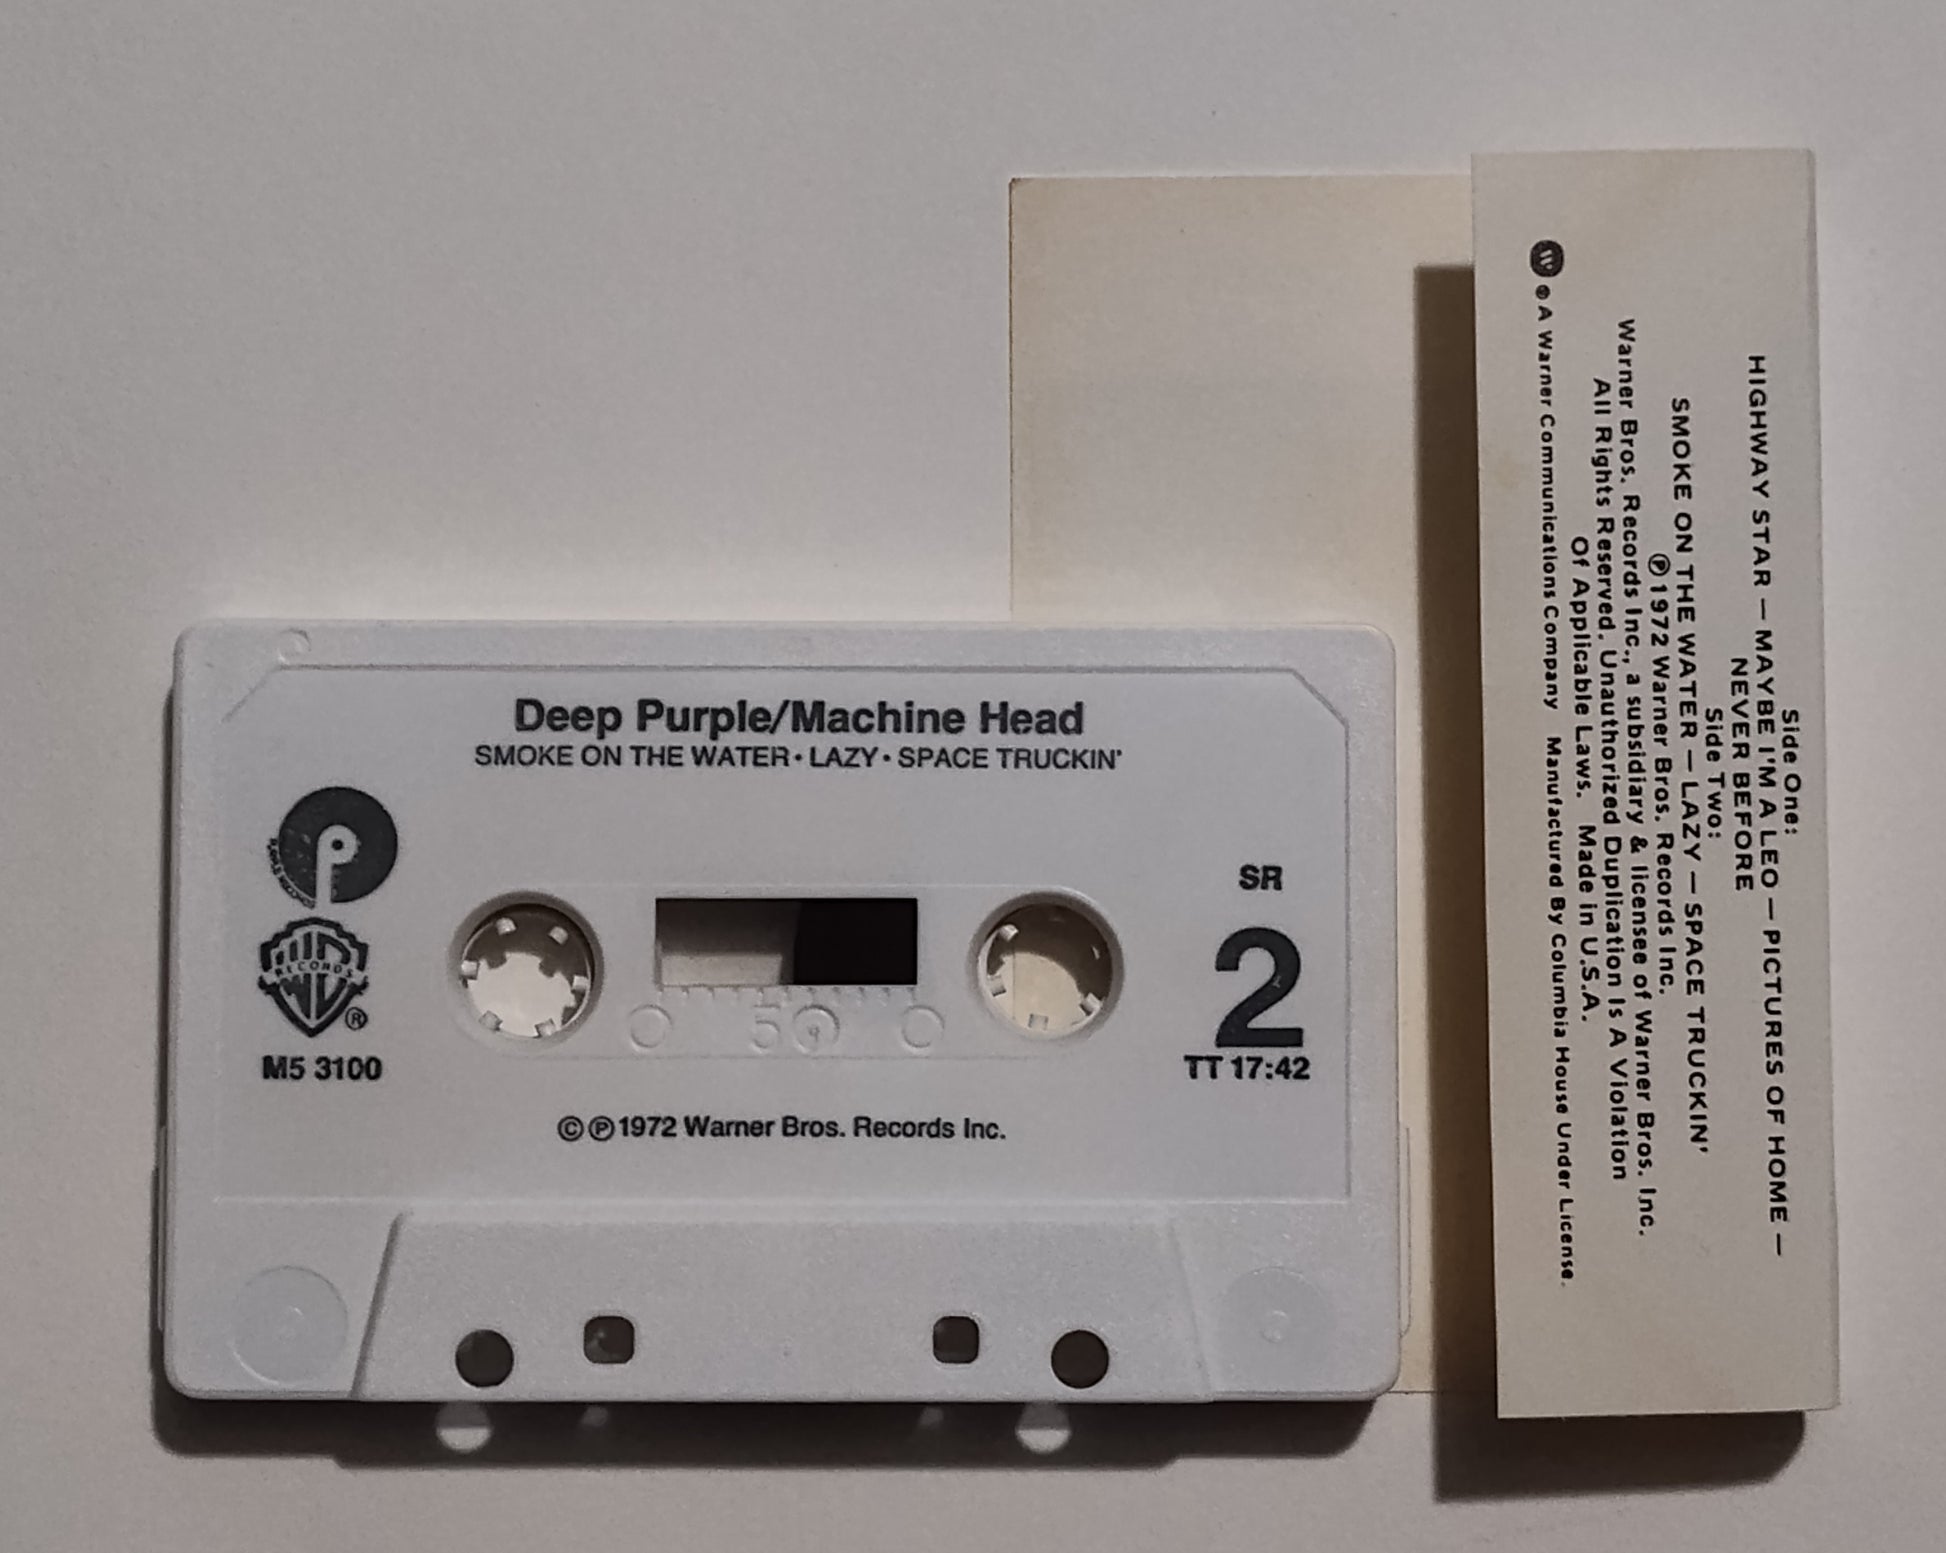 Deep Purple/Machine Head
SMOKE ON THE WATER • LAZY • SPACE TRUCKIN'
SR
2
TT 17:42
RECORDS
®
M5 3100
©℗1972 Warner Bros. Records Inc.
50
Side One:
HIGHWAY STAR — MAYBE I'M A LEO — PICTURES OF HOME —
NEVER BEFORE
Side Two:
SMOKE ON THE WATER — LAZY — SPACE TRUCKIN'
℗1972 Warner Bros. Records Inc.
Warner Bros. Records Inc., a subsidiary & licensee of Warner Bros. Inc.
All Rights Reserved. Unauthorized Duplication Is A Violation
Of Applicable Laws. Made in U.S.A.
W ® A Warner Communications Company Manufactured By Columbia House Under License.